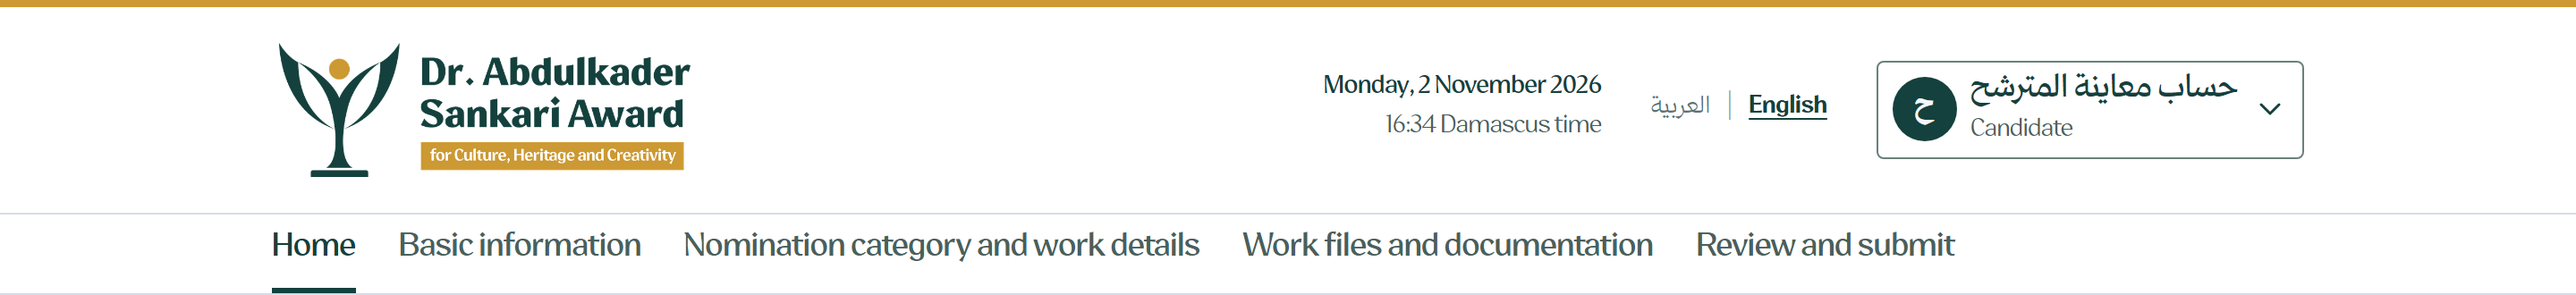 Dr. Abdulkader
Sankari Award
for Culture, Heritage and Creativity
Monday, 2 November 2026
16:34 Damascus time
العربية
English
ح
حساب معاينة المترشح
Candidate
Home
Basic information
Nomination category and work details
Work files and documentation
Review and submit